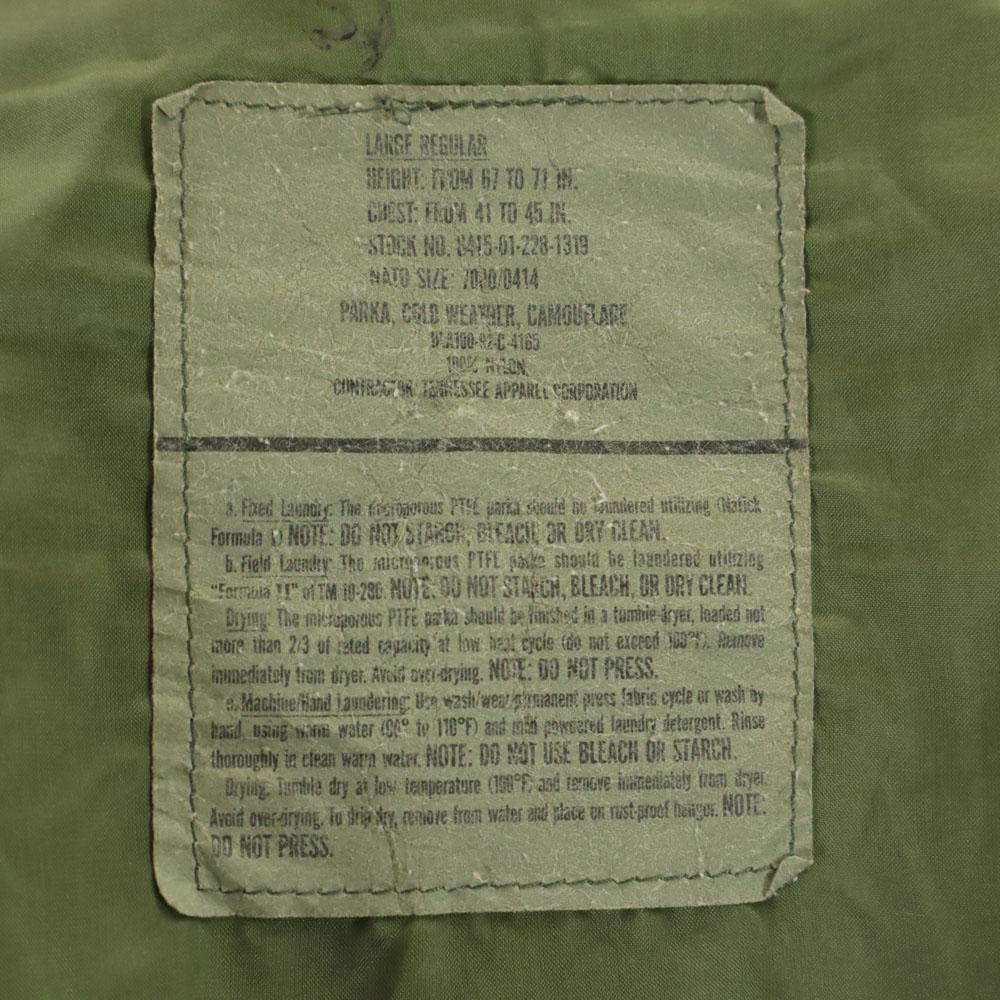 LARGE REGULAR
HEIGHT: FROM 67 TO 71 IN.
CHEST: FROM 41 TO 45 IN.
STOCK NO. 8415-01-228-1319
NATO SIZE: 7080/0414
PARKA, COLD WEATHER, CAMOUFLAGE
DLA100-92-C-4165
100% NYLON
CONTRACTOR: TENNESSEE APPAREL CORPORATION
a. Fixed Laundry: The microporous PTFE parka should be laundered utilizing (Natick
Formula NOTE: DO NOT STARCH, BLEACH, OR DRY CLEAN.
b. Field Laundry: The microporous PTFE parka should be laundered utilizing
"Formula II" of TM 10-280. NOTE: DO NOT STARCH, BLEACH, OR DRY CLEAN.
Drying: The microporous PTFE parka should be finished in a tumble-dryer, loaded not
more than 2/3 of rated capacity at low heat cycle (do not exceed 100°F). Remove
immediately from dryer. Avoid over-drying. NOTE: DO NOT PRESS.
c. Machine/Hand Laundering: Use wash/wear/permanent press fabric cycle or wash by
hand, using warm water (90° to 110°F) and mild powdered laundry detergent. Rinse
thoroughly in clean warm water. NOTE: DO NOT USE BLEACH OR STARCH.
Drying: Tumble dry at low temperature (100°F) and remove immediately from dryer.
Avoid over-drying. To drip dry, remove from water and place on rust-proof hanger. NOTE:
DO NOT PRESS.